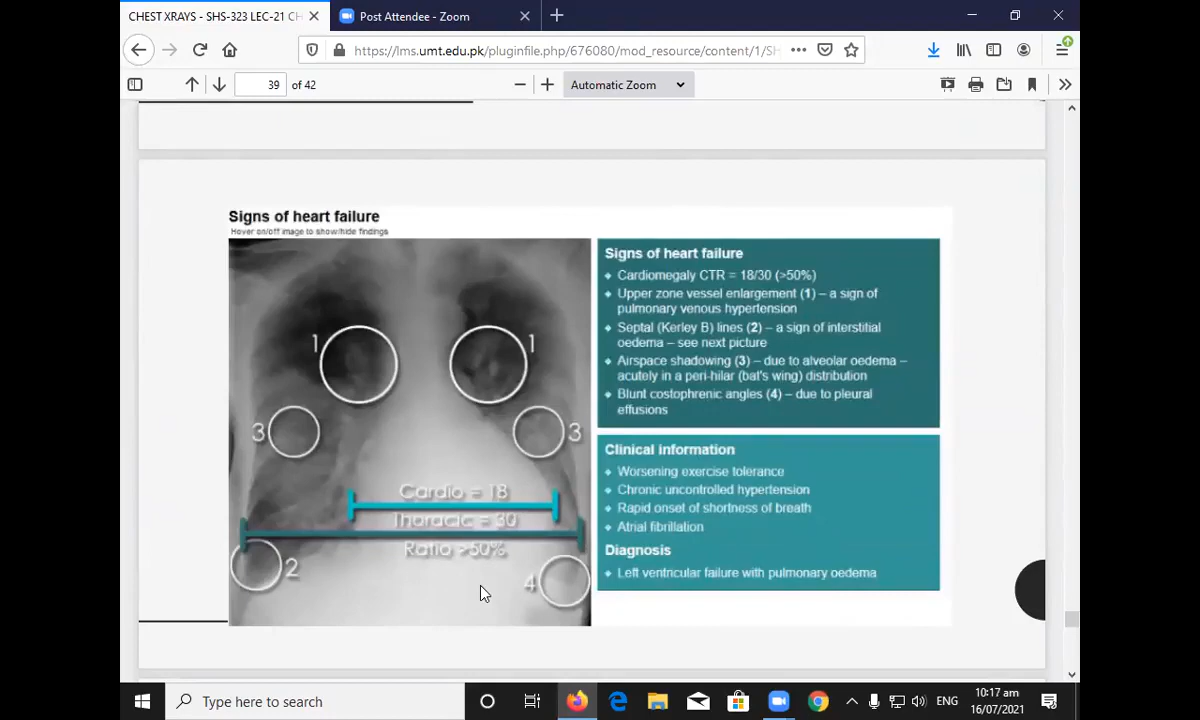 CHEST XRAYS - SHS-323 LEC-21 CH
Post Attendee - Zoom
https://lms.umt.edu.pk/pluginfile.php/676080/mod_resource/content/1/SH
39 of 42
Automatic Zoom
Signs of heart failure
Hover on/off image to show/hide findings
1
1
3
3
Cardio = 18
Thoracic = 30
Ratio >50%
2
4
Signs of heart failure
Cardiomegaly CTR = 18/30 (>50%)
Upper zone vessel enlargement (1) – a sign of
pulmonary venous hypertension
Septal (Kerley B) lines (2) – a sign of interstitial
oedema – see next picture
Airspace shadowing (3) – due to alveolar oedema –
acutely in a peri-hilar (bat's wing) distribution
Blunt costophrenic angles (4) – due to pleural
effusions
Clinical information
Worsening exercise tolerance
Chronic uncontrolled hypertension
Rapid onset of shortness of breath
Atrial fibrillation
Diagnosis
Left ventricular failure with pulmonary oedema
Type here to search
ENG
10:17 am
16/07/2021